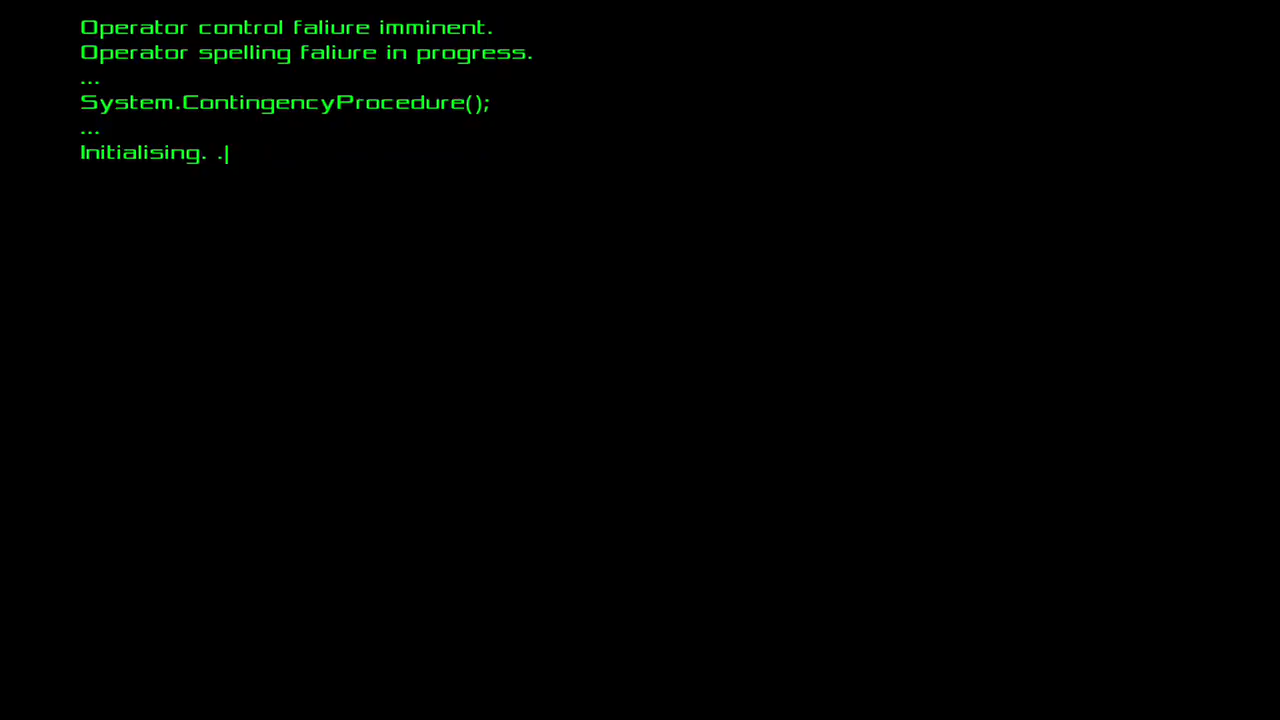 Operator control faliure imminent.
Operator spelling faliure in progress.
...
System.ContingencyProcedure();
...
Initialising. .|